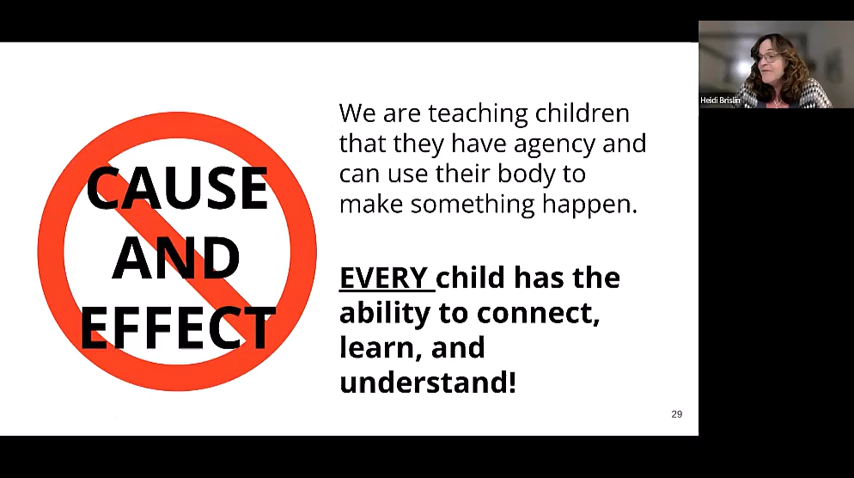 CAUSE
AND
EFFECT
We are teaching children
that they have agency and
can use their body to
make something happen.
EVERY child has the
ability to connect,
learn, and
understand!
29
Heidi Brislin